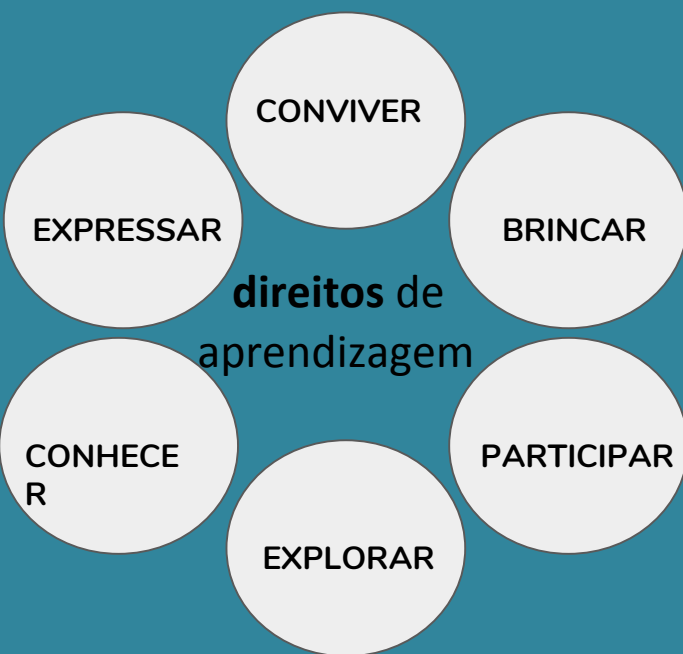 CONVIVER
EXPRESSAR
BRINCAR
direitos de
aprendizagem
CONHECE
R
PARTICIPAR
EXPLORAR